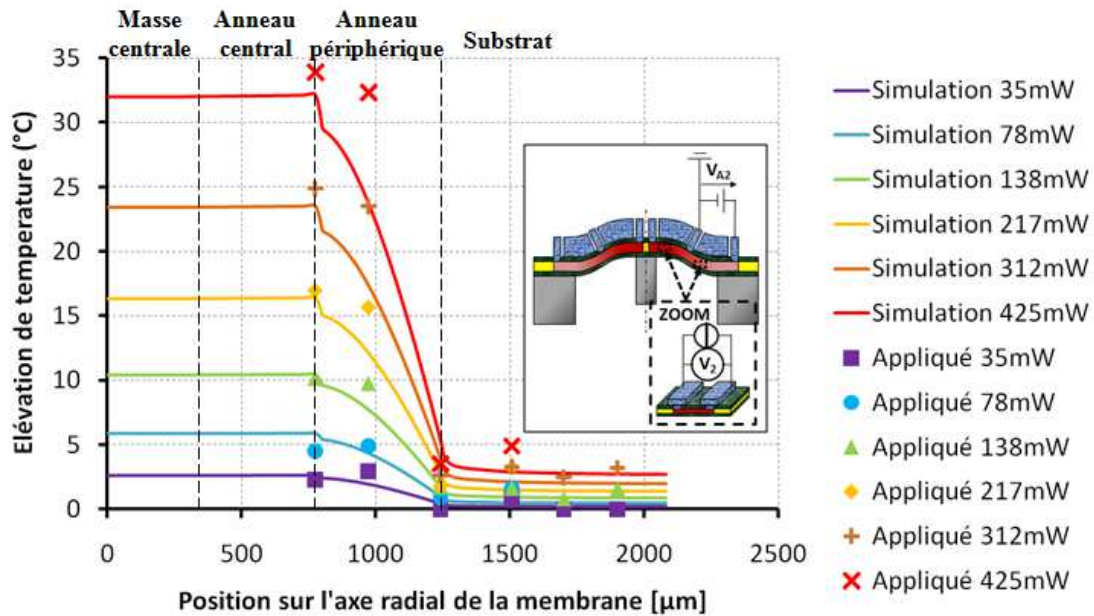 Masse centrale
Anneau central
Anneau périphérique
Substrat
Elévation de temperature (°C)
35
30
25
20
15
10
5
0
0
500
1000
1500
2000
2500
Position sur l'axe radial de la membrane [µm]
VA2
ZOOM
V2
Simulation 35mW
Simulation 78mW
Simulation 138mW
Simulation 217mW
Simulation 312mW
Simulation 425mW
Appliqué 35mW
Appliqué 78mW
Appliqué 138mW
Appliqué 217mW
Appliqué 312mW
Appliqué 425mW